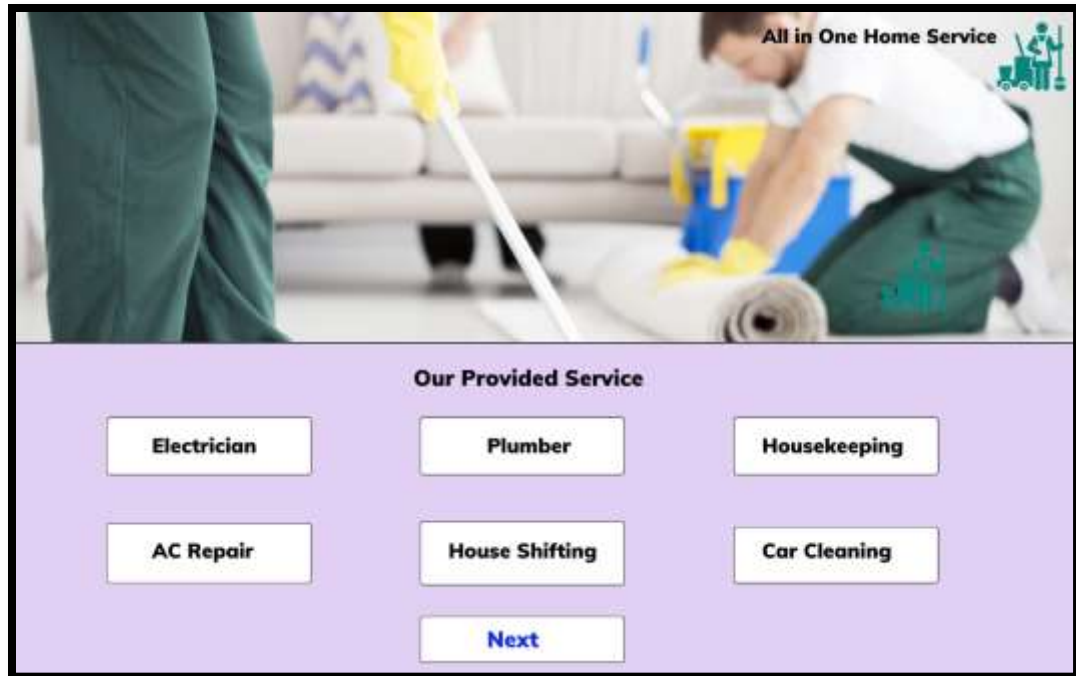 All in One Home Service
Our Provided Service
Electrician
Plumber
Housekeeping
AC Repair
House Shifting
Car Cleaning
Next